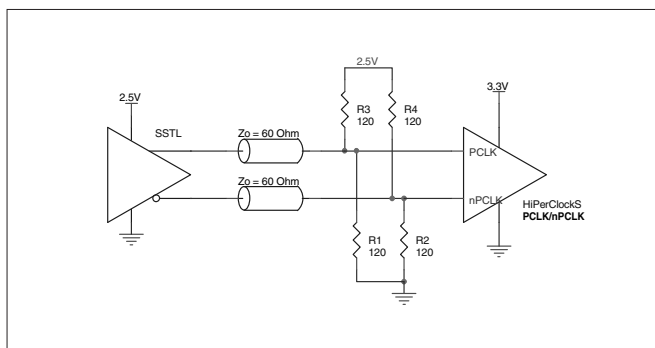 2.5V
3.3V
2.5V
R3
120
R4
120
SSTL
Zo = 60 Ohm
PCLK
Zo = 60 Ohm
nPCLK
HiPerClockS
PCLK/nPCLK
R1
120
R2
120